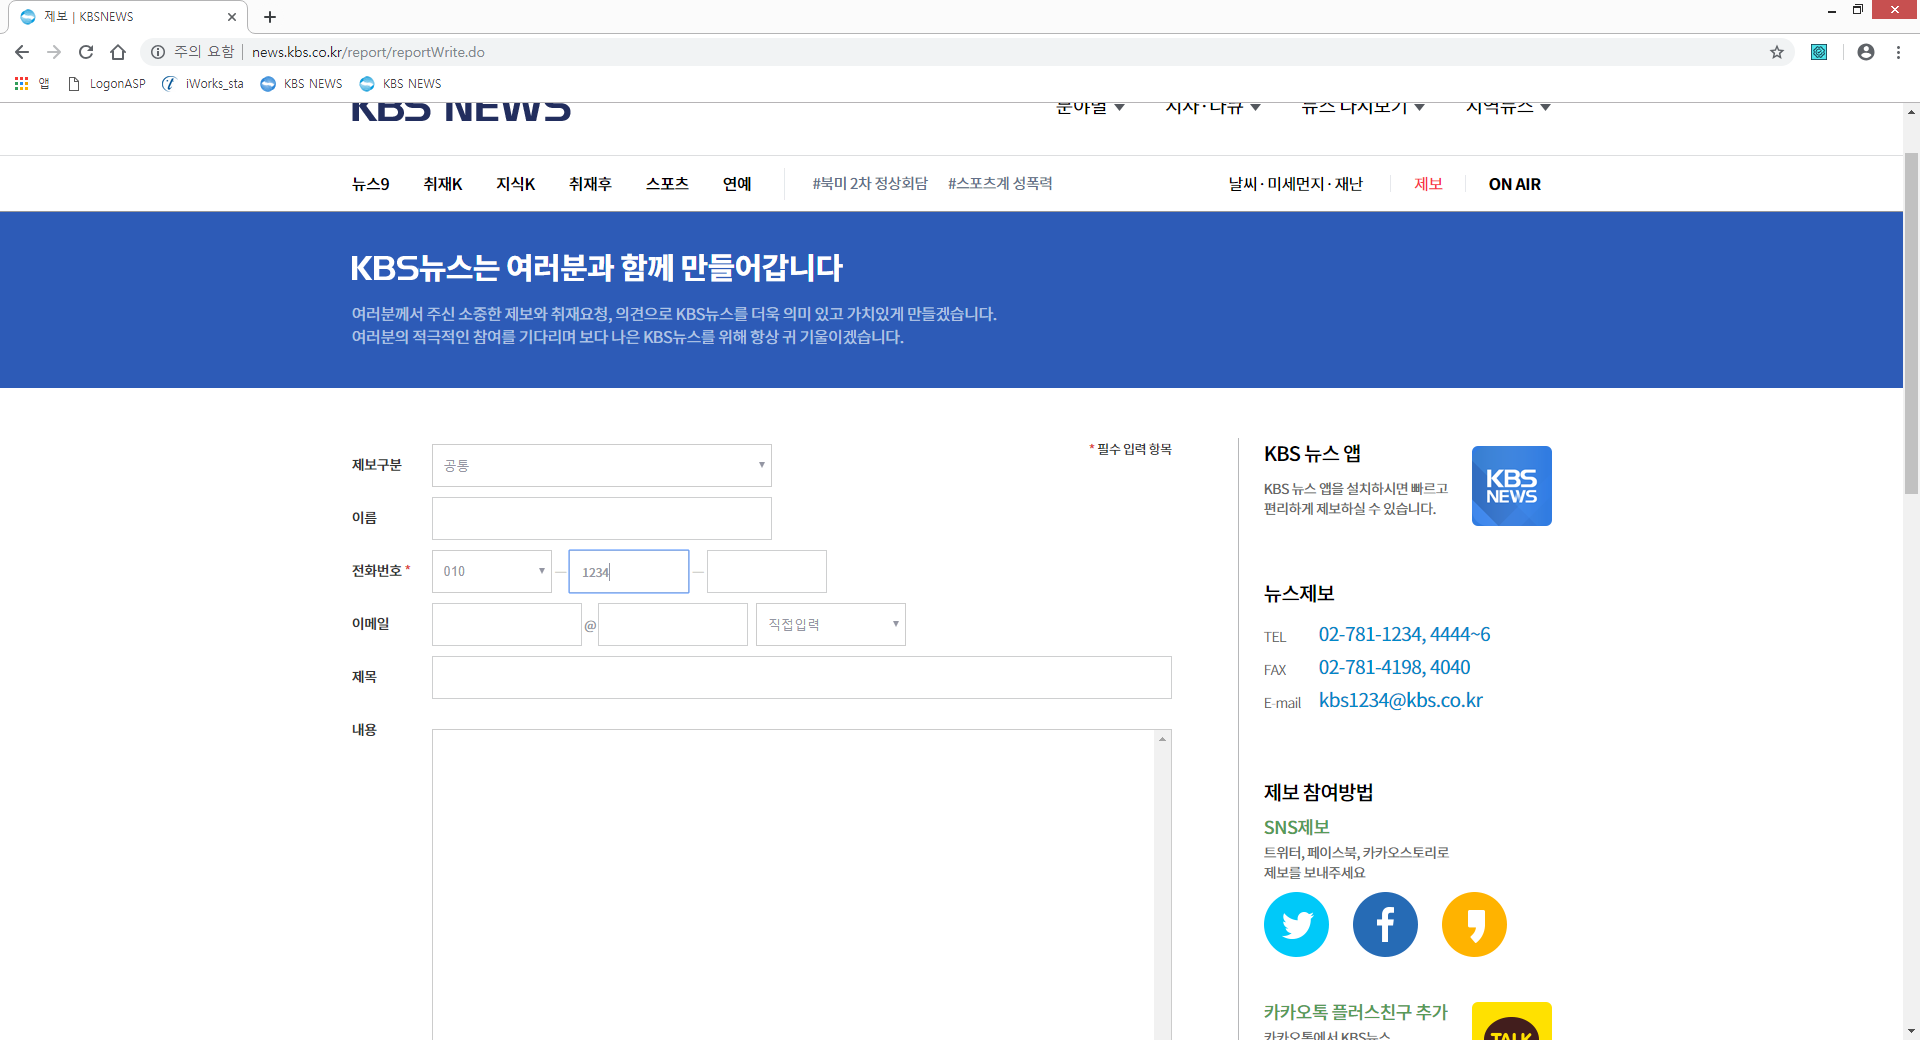 제보 | KBSNEWS
주의 요함 | news.kbs.co.kr/report/reportWrite.do
앱 LogonASP iWorks_sta KBS NEWS KBS NEWS
KBS NEWS 분야별 시사·다큐 뉴스 다시보기 지역뉴스
뉴스9 취재K 지식K 취재후 스포츠 연예 #북미 2차 정상회담 #스포츠계 성폭력 날씨·미세먼지·재난 제보 ON AIR
KBS뉴스는 여러분과 함께 만들어갑니다
여러분께서 주신 소중한 제보와 취재요청, 의견으로 KBS뉴스를 더욱 의미 있고 가치있게 만들겠습니다.
여러분의 적극적인 참여를 기다리며 보다 나은 KBS뉴스를 위해 항상 귀 기울이겠습니다.
* 필수 입력 항목
제보구분 공통
이름
전화번호 * 010 — 1234 —
이메일 @ 직접입력
제목
내용
KBS 뉴스 앱
KBS 뉴스 앱을 설치하시면 빠르고
편리하게 제보하실 수 있습니다.
KBS
NEWS
뉴스제보
TEL 02-781-1234, 4444~6
FAX 02-781-4198, 4040
E-mail kbs1234@kbs.co.kr
제보 참여방법
SNS제보
트위터, 페이스북, 카카오스토리로
제보를 보내주세요
카카오톡 플러스친구 추가
카카오톡에서 KBS뉴스
TALK